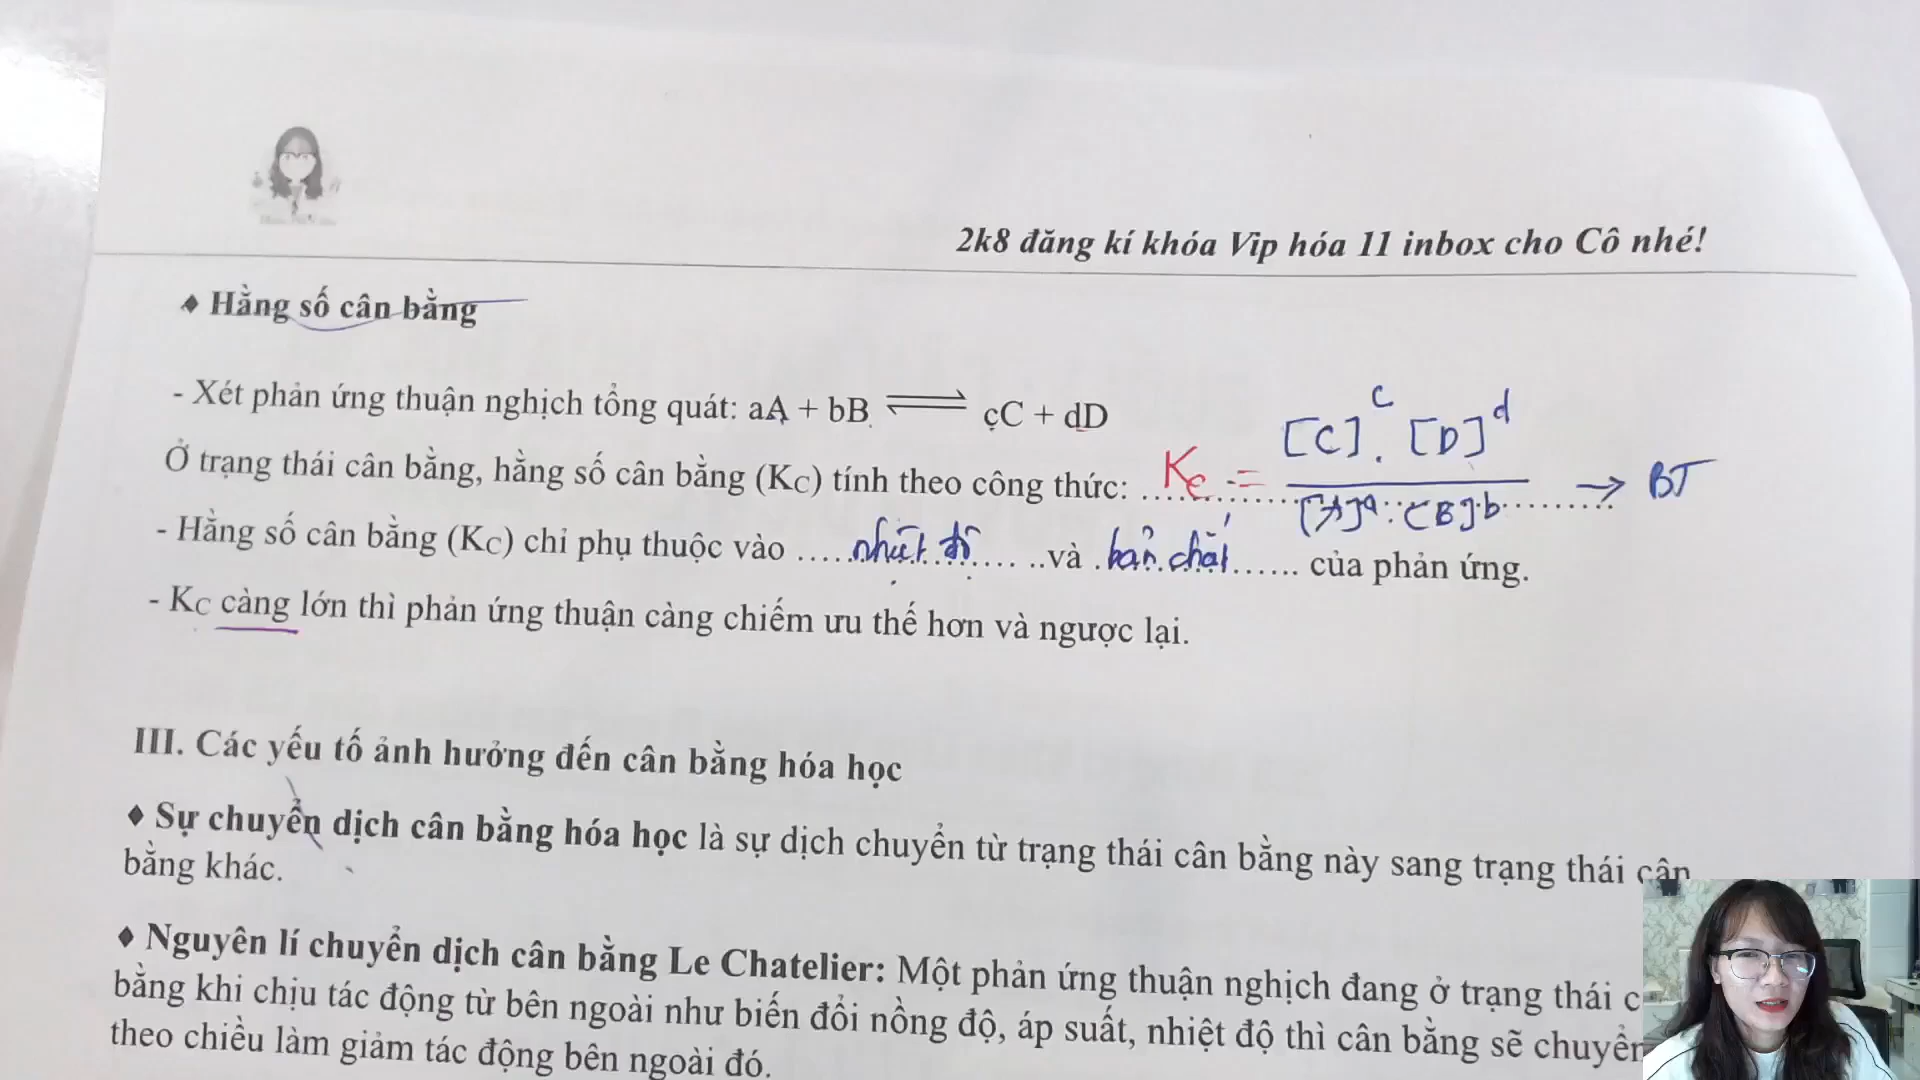 2k8 đăng kí khóa Vip hóa 11 inbox cho Cô nhé!
♦ Hằng số cân bằng
- Xét phản ứng thuận nghịch tổng quát: aA + bB ⇌ cC + dD
Ở trạng thái cân bằng, hằng số cân bằng (KC) tính theo công thức: Kc = [C]^c . [D]^d / [A]^a . [B]^b → BT
- Hằng số cân bằng (KC) chỉ phụ thuộc vào .....nhiệt độ..... ..và .bản chất...... của phản ứng.
- KC càng lớn thì phản ứng thuận càng chiếm ưu thế hơn và ngược lại.
III. Các yếu tố ảnh hưởng đến cân bằng hóa học
♦ Sự chuyển dịch cân bằng hóa học là sự dịch chuyển từ trạng thái cân bằng này sang trạng thái cân
bằng khác.
♦ Nguyên lí chuyển dịch cân bằng Le Chatelier: Một phản ứng thuận nghịch đang ở trạng thái c
bằng khi chịu tác động từ bên ngoài như biến đổi nồng độ, áp suất, nhiệt độ thì cân bằng sẽ chuyển
theo chiều làm giảm tác động bên ngoài đó.